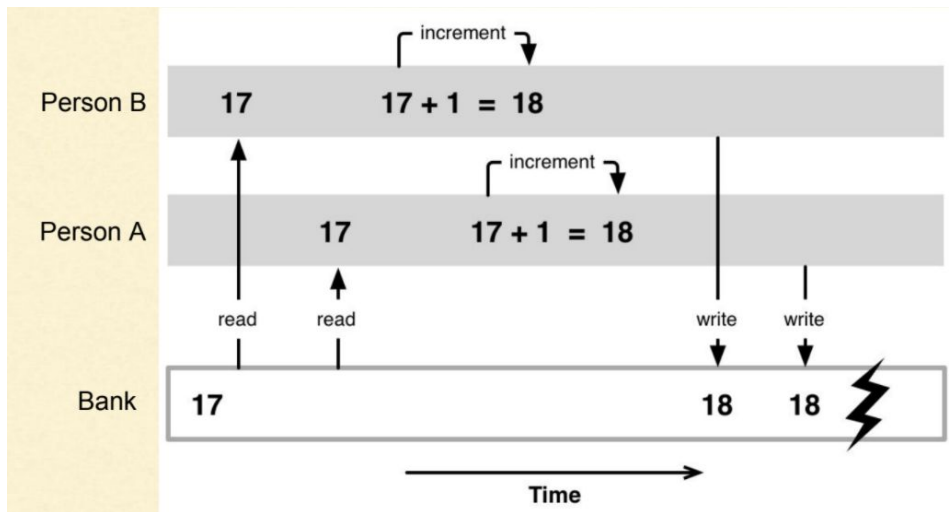 increment
Person B 17 17 + 1 = 18
increment
Person A 17 17 + 1 = 18
read read write write
Bank 17 18 18
Time